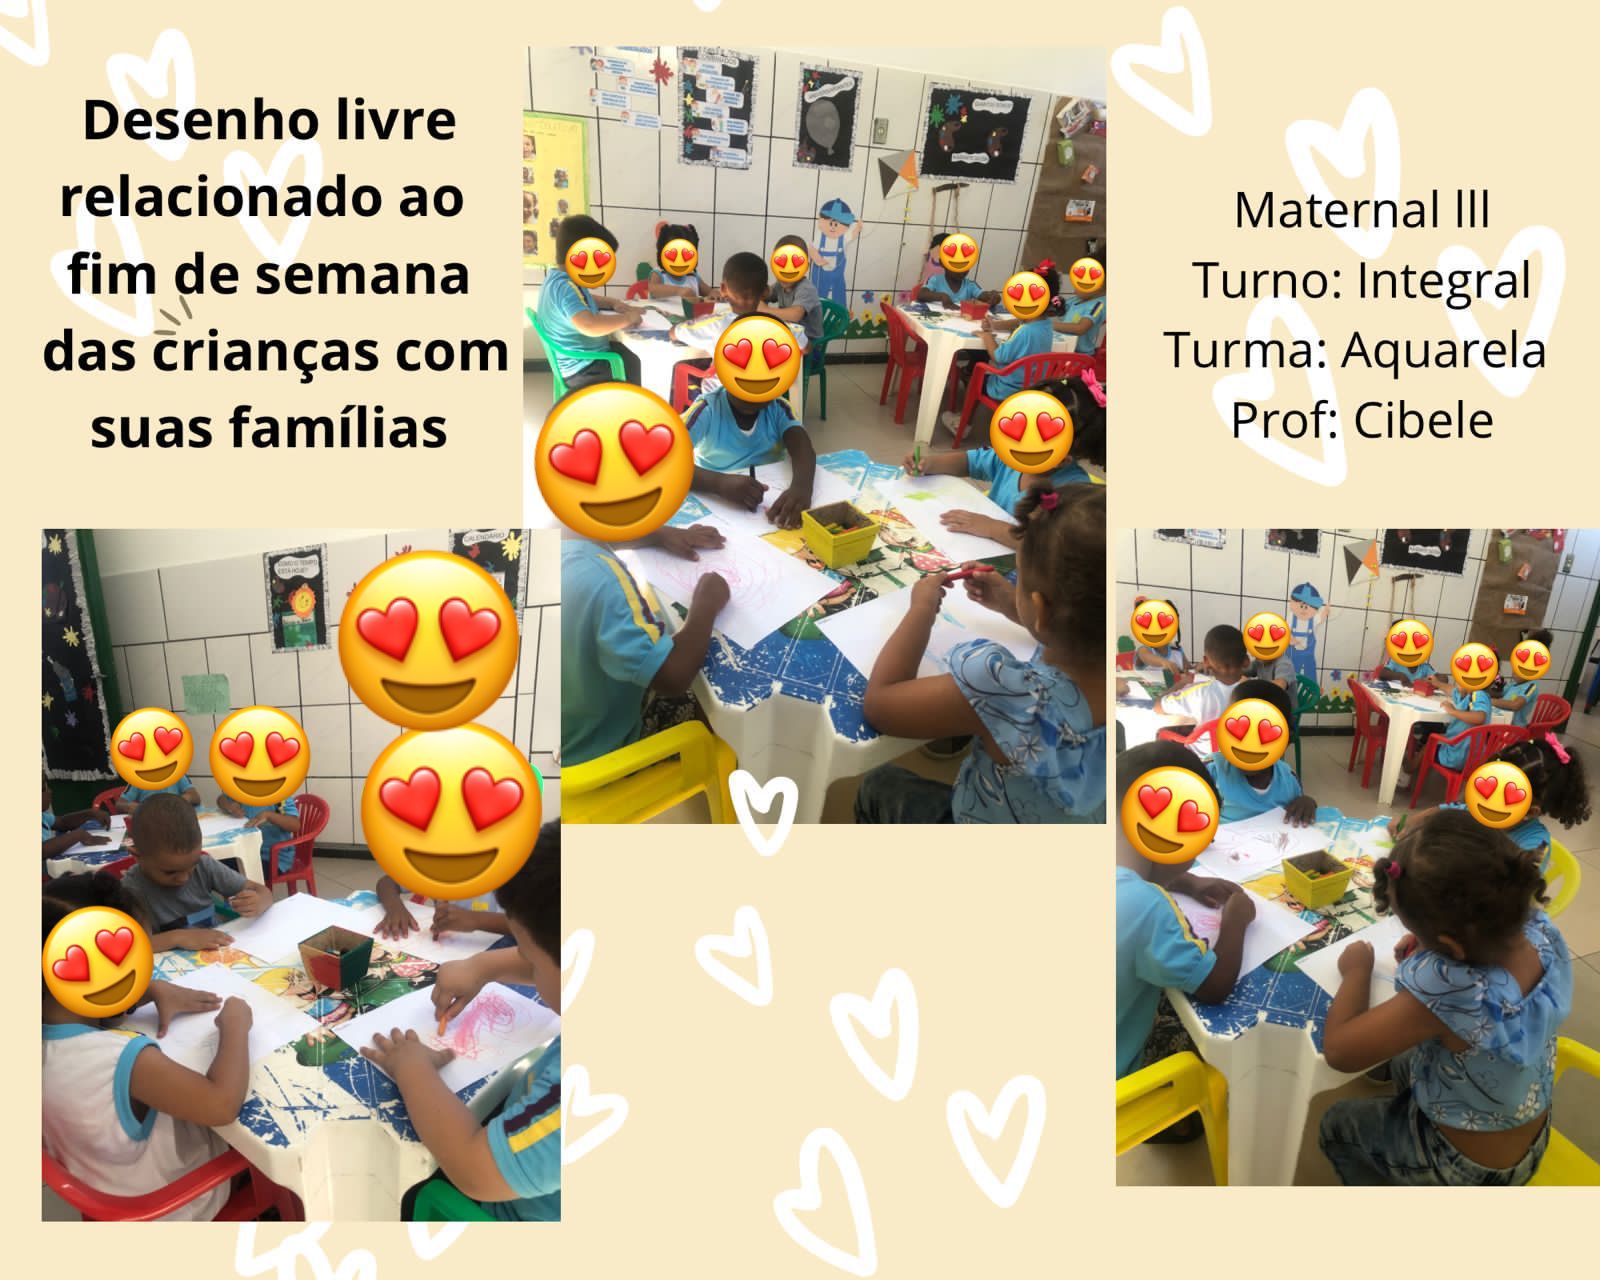 Desenho livre
relacionado ao
fim de semana
das crianças com
suas famílias
Maternal lll
Turno: Integral
Turma: Aquarela
Prof: Cibele
CALENDÁRIO
COMO O TEMPO
ESTÁ HOJE?